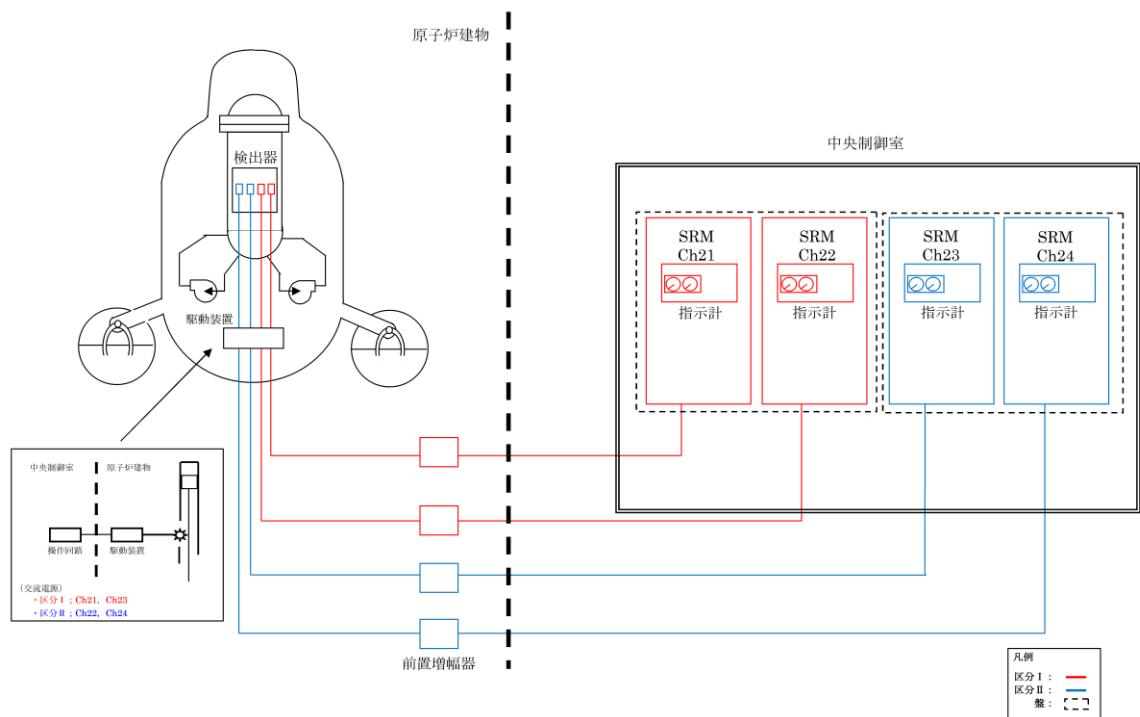 原子炉建物
中央制御室
検出器
駆動装置
SRM
Ch21
指示計
SRM
Ch22
指示計
SRM
Ch23
指示計
SRM
Ch24
指示計
中央制御室
原子炉建物
操作回路
駆動装置
(交流電源)
・区分Ⅰ；Ch21, Ch23
・区分Ⅱ；Ch22, Ch24
前置増幅器
凡例
区分Ⅰ：
区分Ⅱ：
盤：